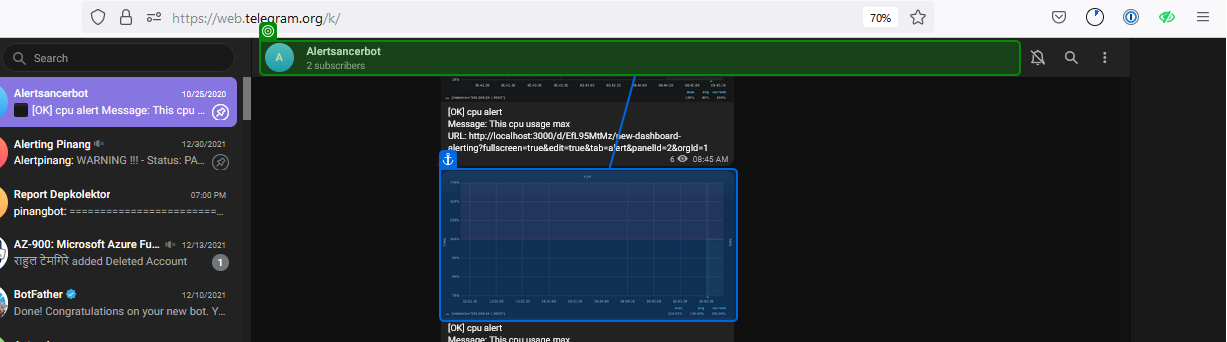 https://web.telegram.org/k/
70%
Search
Alertsancerbot
10/25/2020
[OK] cpu alert Message: This cpu ...
Alerting Pinang
12/30/2021
Alertpinang: WARNING !!! - Status: PA...
Report Depkolektor
07:00 PM
pinangbot: =========================...
AZ-900: Microsoft Azure Fu...
12/13/2021
राहुल टेमगिरे added Deleted Account
1
BotFather
12/10/2021
Done! Congratulations on your new bot. Y...
A
Alertsancerbot
2 subscribers
[OK] cpu alert
Message: This cpu usage max
URL: http://localhost:3000/d/EfL95MtMz/new-dashboard-
alerting?fullscreen=true&edit=true&tab=alert&panelId=2&orgId=1
6
08:45 AM
[OK] cpu alert
Message: This cpu usage max